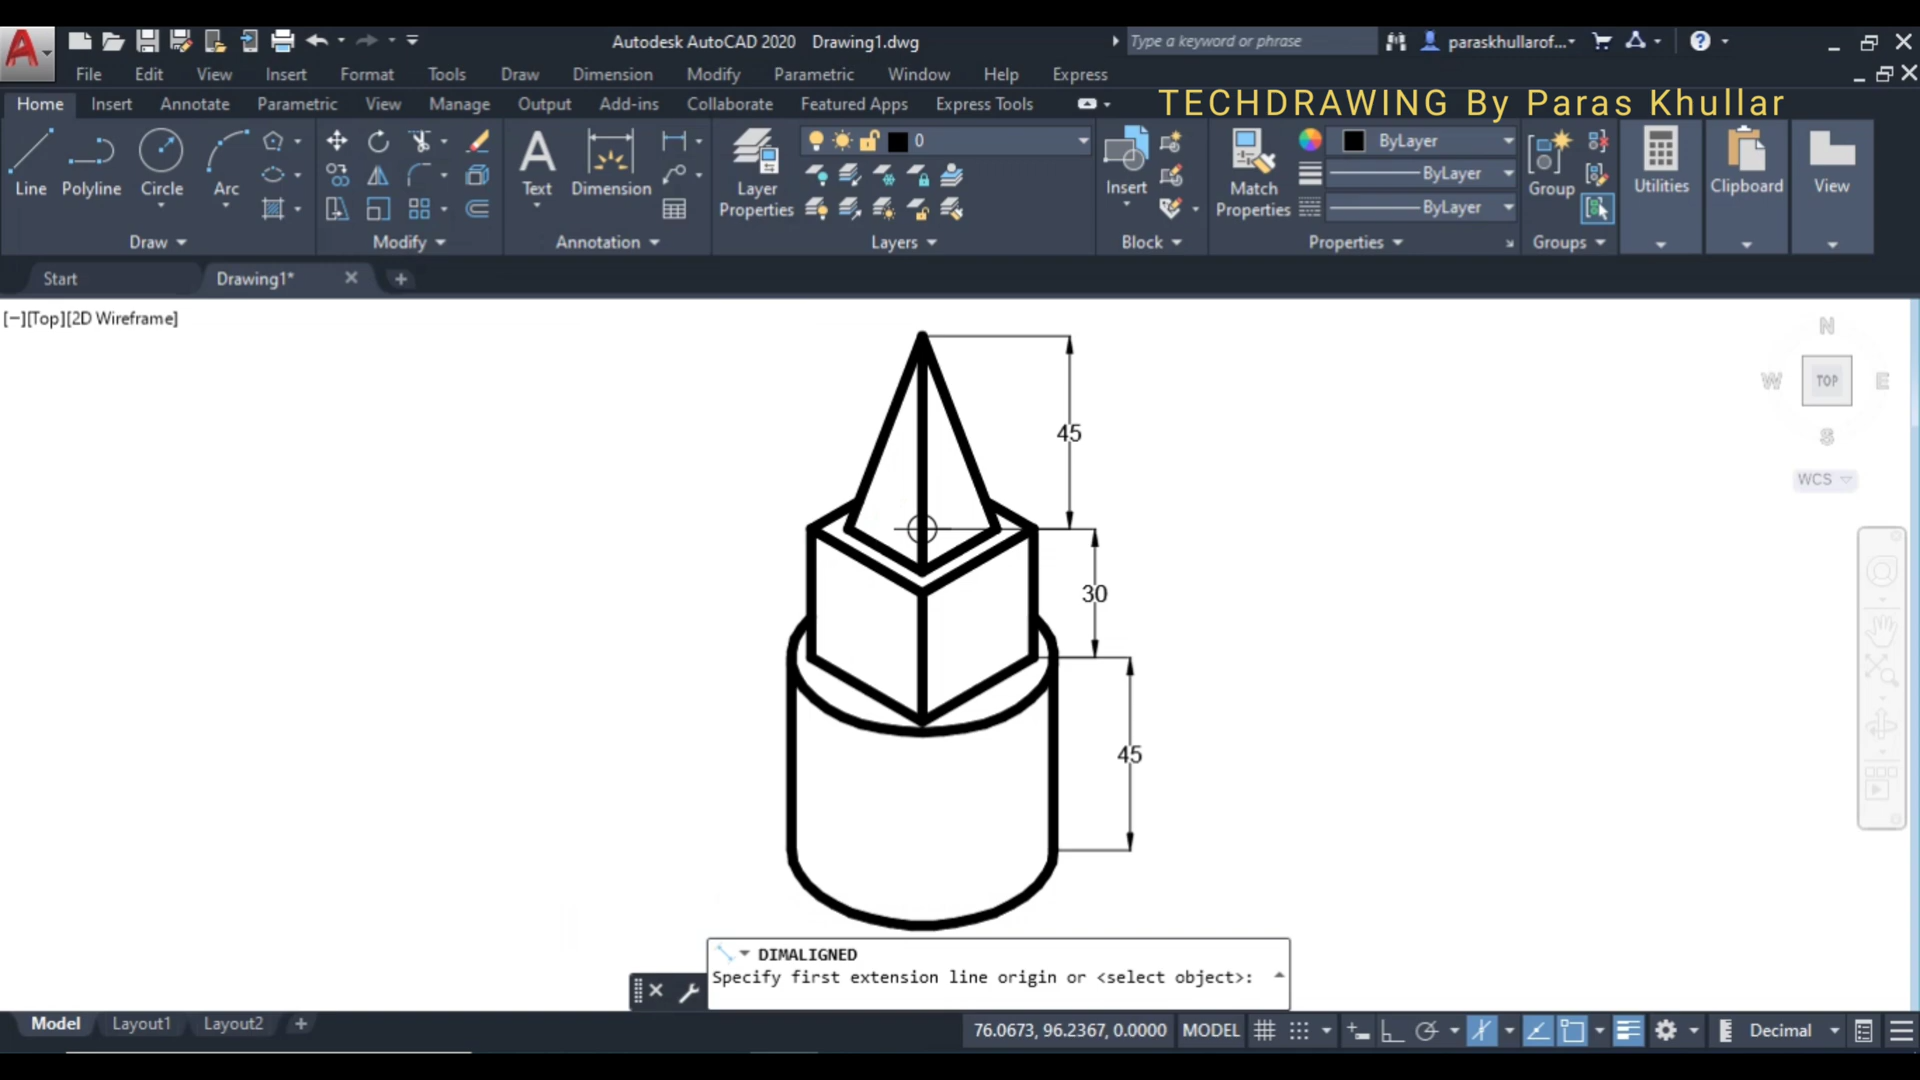 Autodesk AutoCAD 2020 Drawing1.dwg
Type a keyword or phrase
paraskhullarof...
File Edit View Insert Format Tools Draw Dimension Modify Parametric Window Help Express
Home Insert Annotate Parametric View Manage Output Add-ins Collaborate Featured Apps Express Tools
TECHDRAWING By Paras Khullar
Line Polyline Circle Arc
Text Dimension
Layer Properties
0
Insert
Match Properties
ByLayer
ByLayer
ByLayer
Group
Utilities
Clipboard
View
Draw Modify Annotation Layers Block Properties Groups
Start Drawing1*
[−][Top][2D Wireframe]
N
W TOP E
S
WCS
45
30
45
DIMALIGNED
Specify first extension line origin or <select object>:
Model Layout1 Layout2
76.0673, 96.2367, 0.0000 MODEL
Decimal